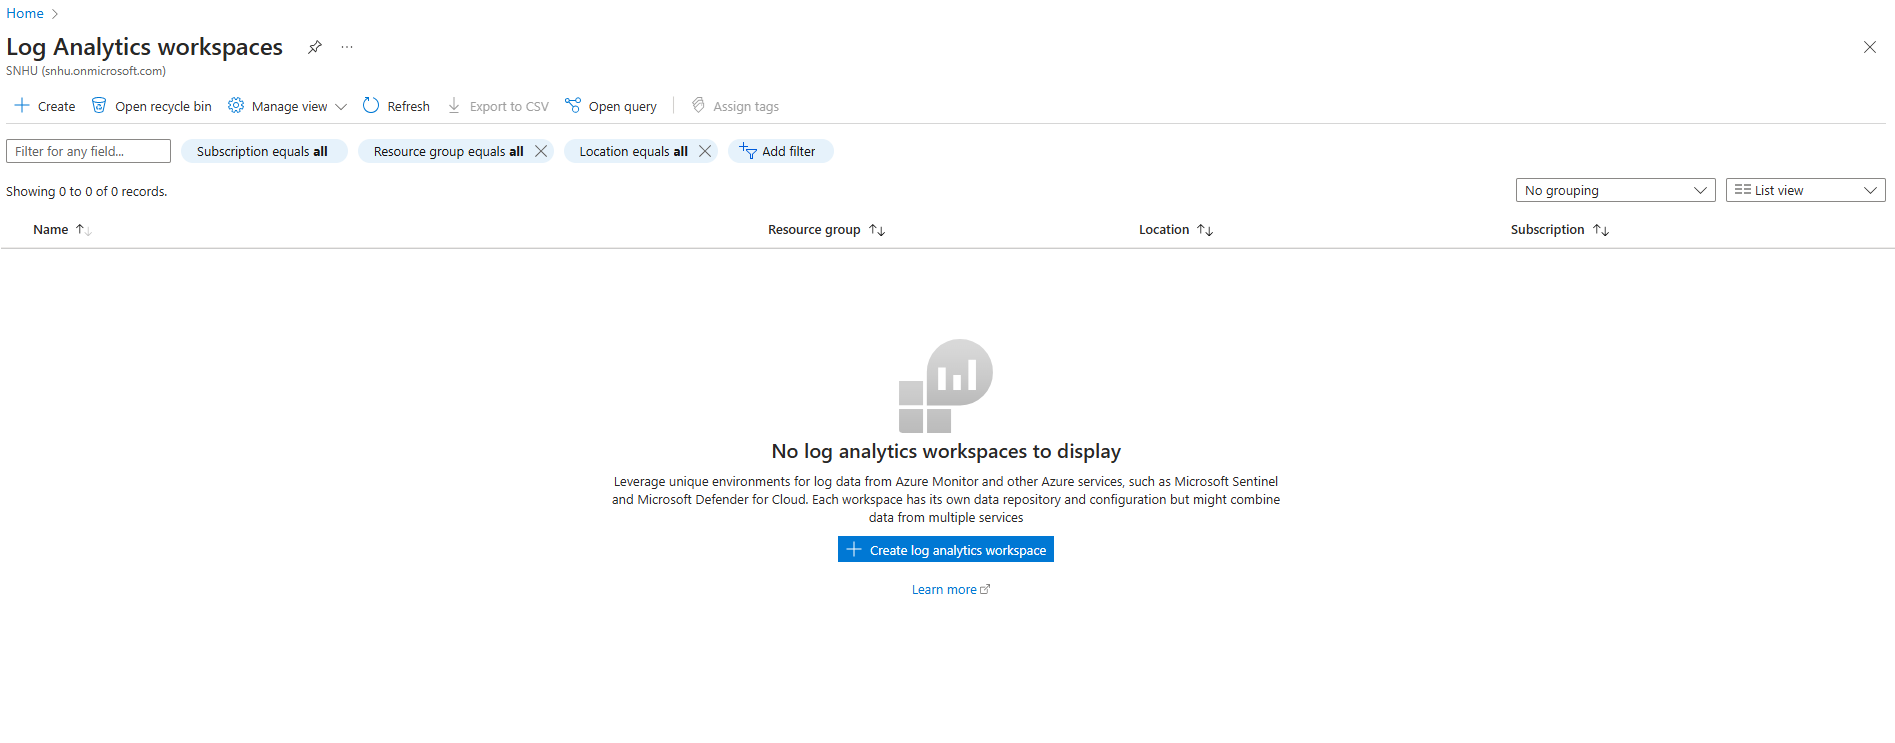 Home
Log Analytics workspaces
SNHU (snhu.onmicrosoft.com)
Create Open recycle bin Manage view Refresh Export to CSV Open query Assign tags
Filter for any field... Subscription equals all Resource group equals all Location equals all Add filter
Showing 0 to 0 of 0 records. No grouping List view
Name Resource group Location Subscription
No log analytics workspaces to display
Leverage unique environments for log data from Azure Monitor and other Azure services, such as Microsoft Sentinel
and Microsoft Defender for Cloud. Each workspace has its own data repository and configuration but might combine
data from multiple services
Create log analytics workspace
Learn more